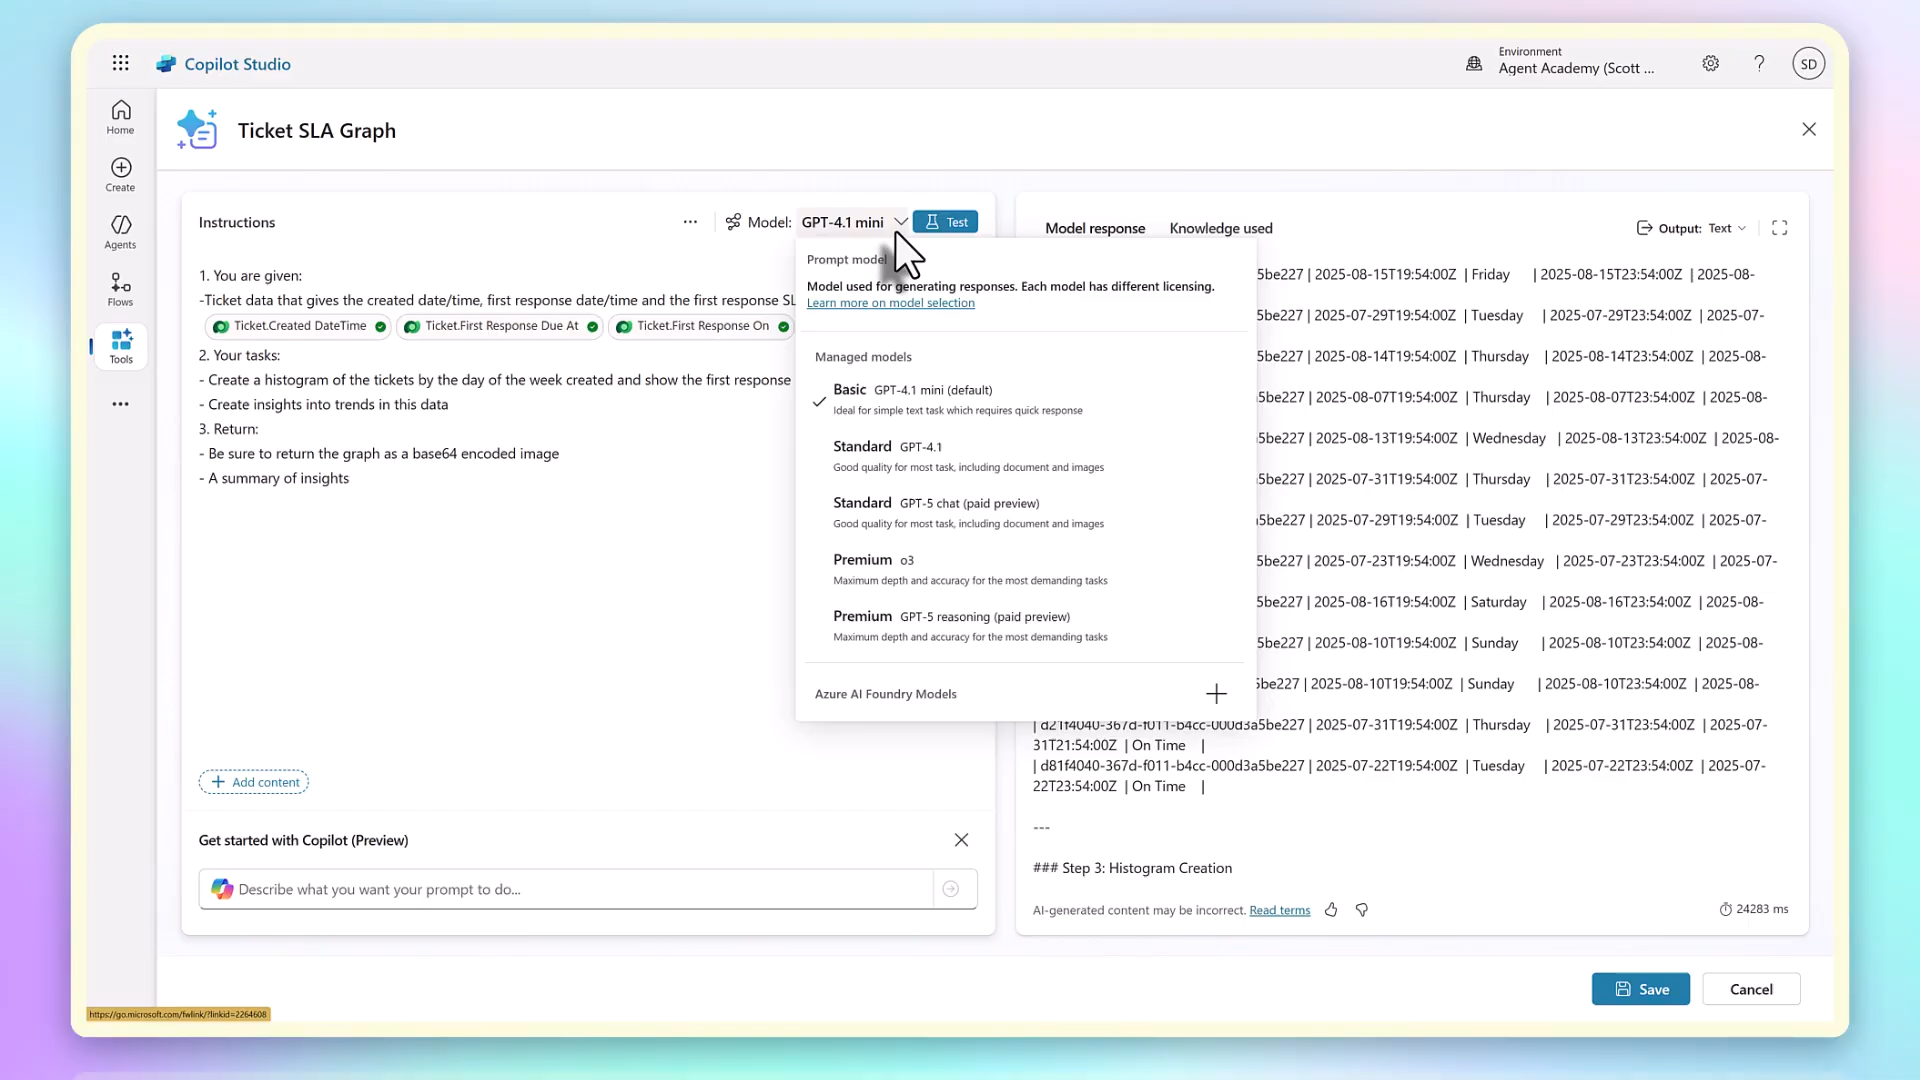 Copilot Studio
Environment
Agent Academy (Scott ...
SD
Home
Create
Agents
Flows
Tools
Ticket SLA Graph
Instructions
Model: GPT-4.1 mini
Test
1. You are given:
-Ticket data that gives the created date/time, first response date/time and the first response SL
Ticket.Created DateTime
Ticket.First Response Due At
Ticket.First Response On
2. Your tasks:
- Create a histogram of the tickets by the day of the week created and show the first response
- Create insights into trends in this data
3. Return:
- Be sure to return the graph as a base64 encoded image
- A summary of insights
Add content
Get started with Copilot (Preview)
Describe what you want your prompt to do...
Prompt model
Model used for generating responses. Each model has different licensing.
Learn more on model selection
Managed models
Basic GPT-4.1 mini (default)
Ideal for simple text task which requires quick response
Standard GPT-4.1
Good quality for most task, including document and images
Standard GPT-5 chat (paid preview)
Good quality for most task, including document and images
Premium o3
Maximum depth and accuracy for the most demanding tasks
Premium GPT-5 reasoning (paid preview)
Maximum depth and accuracy for the most demanding tasks
Azure AI Foundry Models
Model response
Knowledge used
Output: Text
5be227 | 2025-08-15T19:54:00Z | Friday | 2025-08-15T23:54:00Z | 2025-08-
5be227 | 2025-07-29T19:54:00Z | Tuesday | 2025-07-29T23:54:00Z | 2025-07-
5be227 | 2025-08-14T19:54:00Z | Thursday | 2025-08-14T23:54:00Z | 2025-08-
5be227 | 2025-08-07T19:54:00Z | Thursday | 2025-08-07T23:54:00Z | 2025-08-
5be227 | 2025-08-13T19:54:00Z | Wednesday | 2025-08-13T23:54:00Z | 2025-08-
5be227 | 2025-07-31T19:54:00Z | Thursday | 2025-07-31T23:54:00Z | 2025-07-
5be227 | 2025-07-29T19:54:00Z | Tuesday | 2025-07-29T23:54:00Z | 2025-07-
5be227 | 2025-07-23T19:54:00Z | Wednesday | 2025-07-23T23:54:00Z | 2025-07-
5be227 | 2025-08-16T19:54:00Z | Saturday | 2025-08-16T23:54:00Z | 2025-08-
5be227 | 2025-08-10T19:54:00Z | Sunday | 2025-08-10T23:54:00Z | 2025-08-
5be227 | 2025-08-10T19:54:00Z | Sunday | 2025-08-10T23:54:00Z | 2025-08-
| d21f4040-367d-f011-b4cc-000d3a5be227 | 2025-07-31T19:54:00Z | Thursday | 2025-07-31T23:54:00Z | 2025-07-
31T21:54:00Z | On Time |
| d81f4040-367d-f011-b4cc-000d3a5be227 | 2025-07-22T19:54:00Z | Tuesday | 2025-07-22T23:54:00Z | 2025-07-
22T23:54:00Z | On Time |
---
### Step 3: Histogram Creation
AI-generated content may be incorrect. Read terms
24283 ms
Save
Cancel
https://go.microsoft.com/fwlink/?linkid=2264608